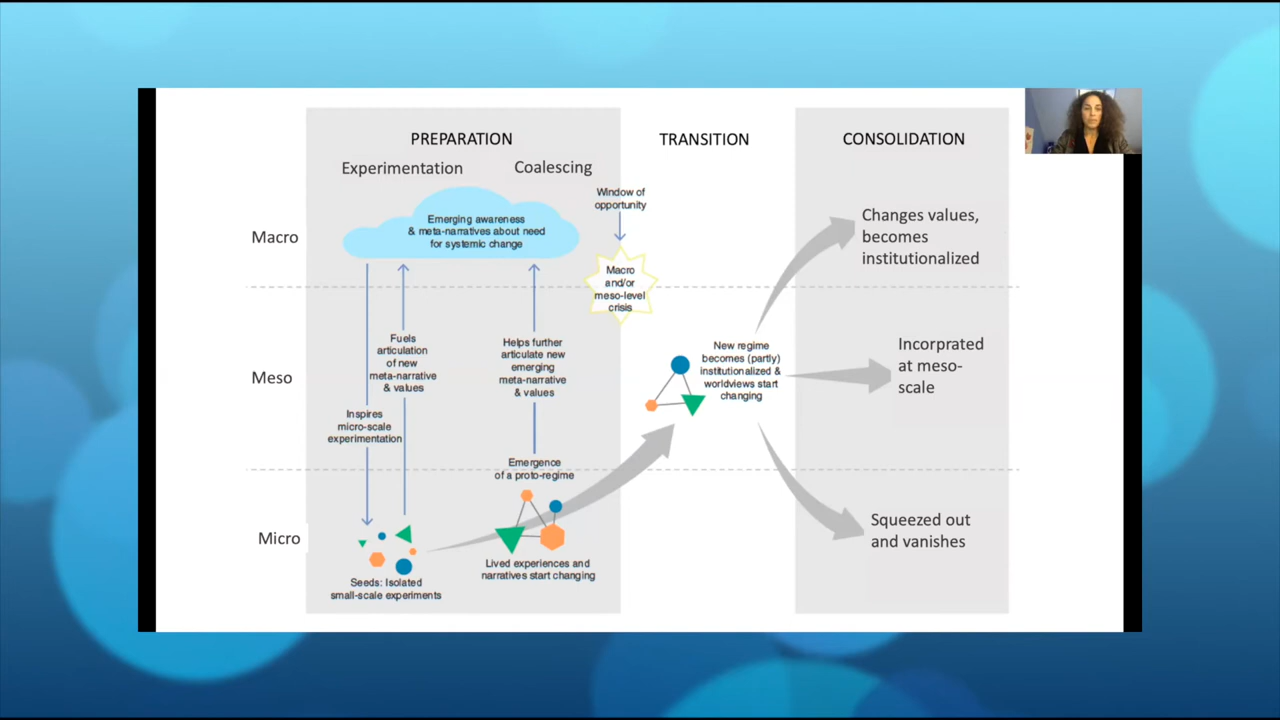 PREPARATION
TRANSITION
CONSOLIDATION
Experimentation
Coalescing
Window of
opportunity
Macro
Emerging awareness
& meta-narratives about need
for systemic change
Macro
and/or
meso-level
crisis
Changes values,
becomes
institutionalized
Meso
Fuels
articulation
of new
meta-narrative
& values
Inspires
micro-scale
experimentation
Helps further
articulate new
emerging
meta-narrative
& values
New regime
becomes (partly)
institutionalized &
worldviews start
changing
Incorprated
at meso-
scale
Emergence
of a proto-regime
Micro
Seeds: Isolated
small-scale experiments
Lived experiences and
narratives start changing
Squeezed out
and vanishes